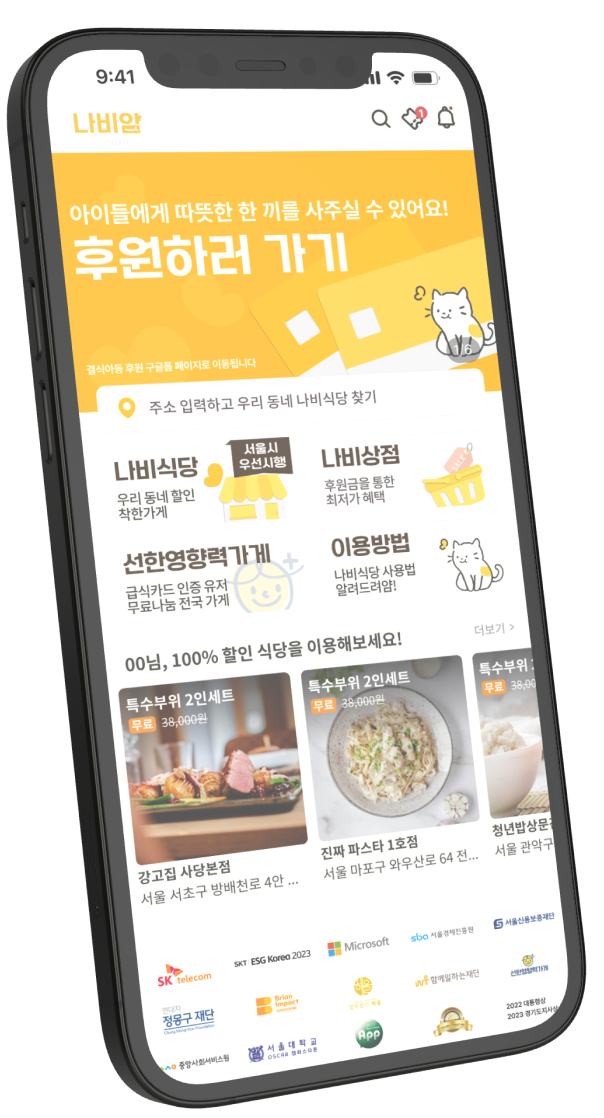 9:41
나비얌
1
아이들에게 따뜻한 한 끼를 사주실 수 있어요!
후원하러 가기
1/6
결식아동 후원 구글폼 페이지로 이동됩니다
주소 입력하고 우리 동네 나비식당 찾기
나비식당
서울시
우선시행
우리 동네 할인
착한가게
나비상점
SALE
후원금을 통한
최저가 혜택
선한영향력가게
급식카드 인증 유저
무료나눔 전국 가게
이용방법
나비식당 사용법
알려드려얌!
00님, 100% 할인 식당을 이용해보세요!
더보기 >
특수부위 2인세트
무료 38,000원
강고집 사당본점
서울 서초구 방배천로 4안 ...
특수부위 2인세트
무료 38,000원
진짜 파스타 1호점
서울 마포구 와우산로 64 전...
특수부위
무료 38,00
청년밥상문
서울 관악구
SK telecom
SKT ESG Korea 2023
Microsoft
sba 서울경제진흥원
서울신용보증재단
현대차
정몽구 재단
Brian
Impact
함께일하는재단
선한영향력가게
중앙사회서비스원
서울대학교
OSCAR 캠퍼스타운
App
2022 대통령상
2023 경기도지사상